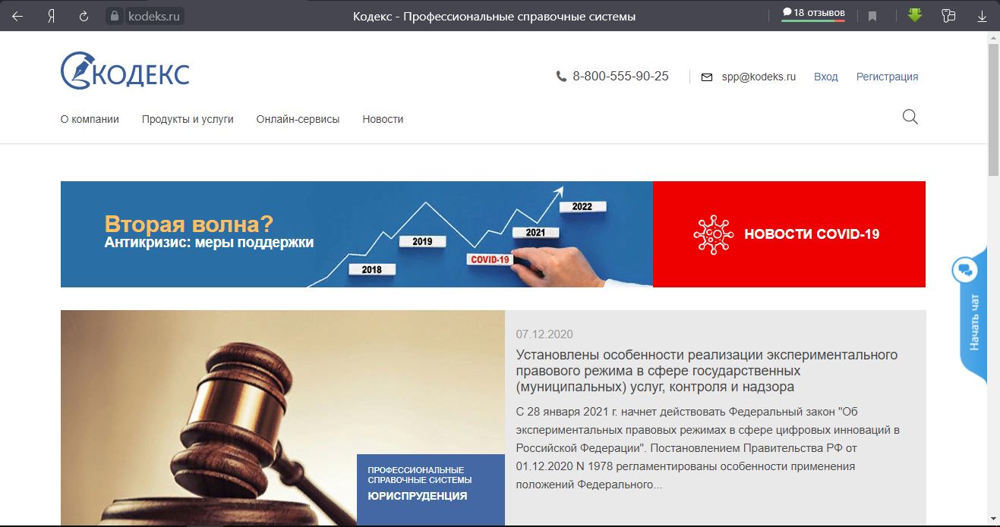 Я
kodeks.ru
Кодекс - Профессиональные справочные системы
18 отзывов
КОДЕКС
8-800-555-90-25
spp@kodeks.ru
Вход
Регистрация
О компании
Продукты и услуги
Онлайн-сервисы
Новости
Вторая волна?
Антикризис: меры поддержки
2018
2019
COVID-19
2021
2022
НОВОСТИ COVID-19
Начать чат
ПРОФЕССИОНАЛЬНЫЕ
СПРАВОЧНЫЕ СИСТЕМЫ
ЮРИСПРУДЕНЦИЯ
07.12.2020
Установлены особенности реализации экспериментального
правового режима в сфере государственных
(муниципальных) услуг, контроля и надзора
С 28 января 2021 г. начнет действовать Федеральный закон "Об
экспериментальных правовых режимах в сфере цифровых инноваций в
Российской Федерации". Постановлением Правительства РФ от
01.12.2020 N 1978 регламентированы особенности применения
положений Федерального...